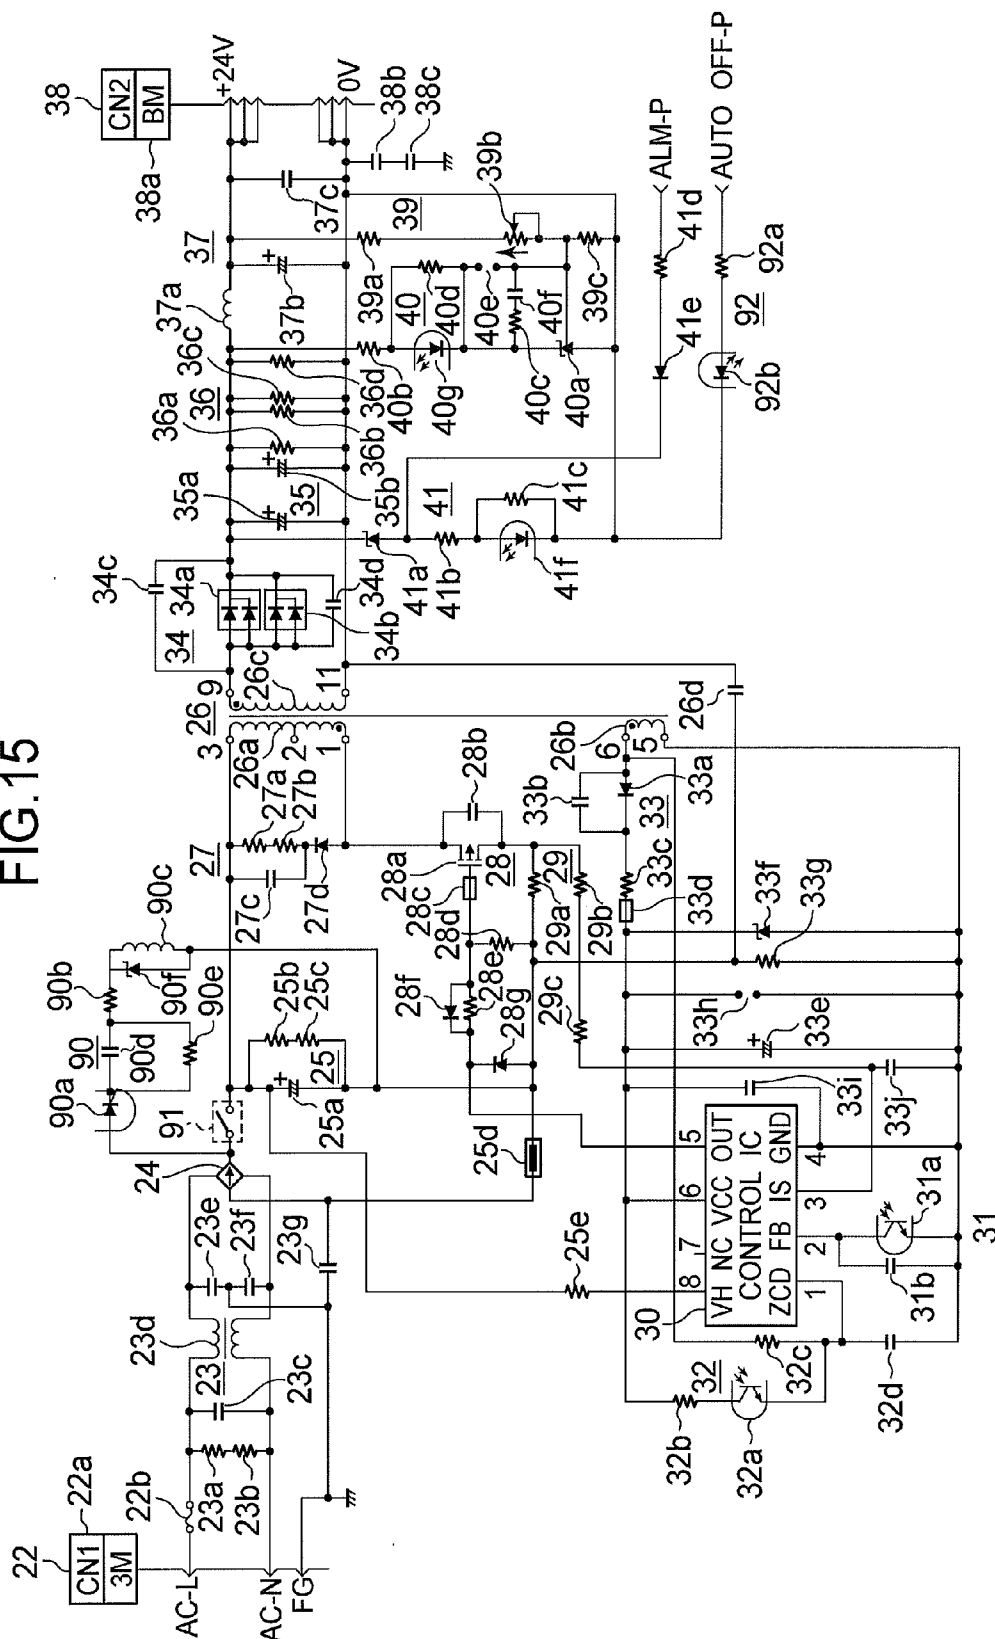 FIG.15
22
CN1
3M
22a
22b
AC-L
AC-N
FG
23a
23b
23
23c
23d
23e
23f
23g
24
91
90a
90
90d
90b
90f
90e
90c
25b
25c
25
25a
25d
25e
27
27c
27a
27b
27d
26
3
26a
2
1
9
26c
11
34
34c
34a
34b
34d
35a
35
35b
36a
36
36b
36c
36d
37a
37
37b
37c
38
CN2
BM
38a
+24V
0V
38b
38c
39
39a
39b
39c
40
40b
40d
40g
40e
40f
40c
40a
41
41a
41b
41c
41f
41e
41d
ALM-P
AUTO OFF-P
92
92a
92b
28a
28c
28d
28
28b
28f
28e
28g
29
29a
29b
29c
26b
6
5
26d
33b
33
33a
33c
33d
33f
33g
33h
33e
33i
33j
30
8
7
6
5
VH
NC
VCC
OUT
CONTROL IC
ZCD
FB
IS
GND
1
2
3
4
31a
31b
31
32
32b
32a
32c
32d